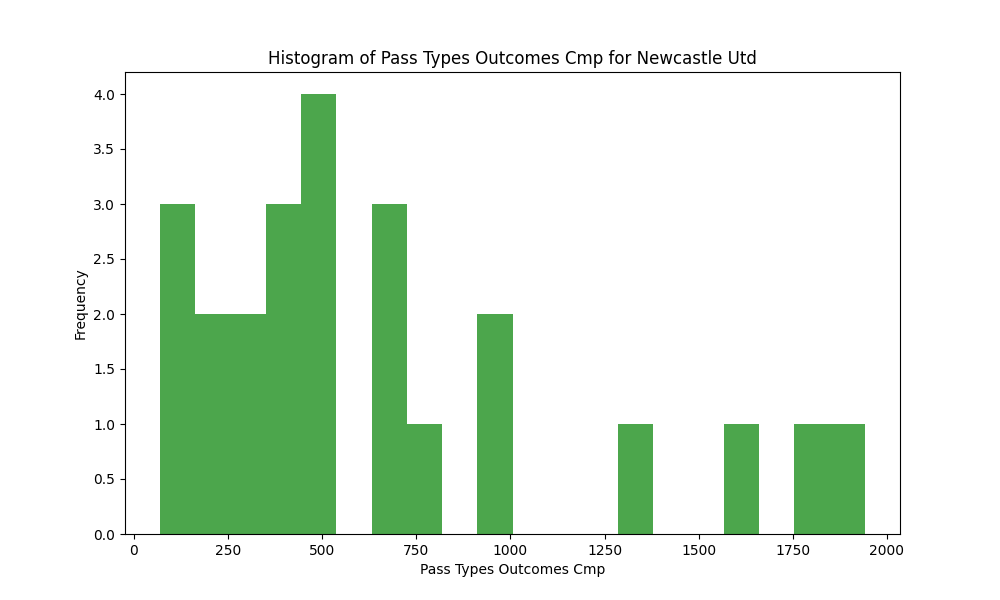 Histogram of Pass Types Outcomes Cmp for Newcastle Utd
4.0
3.5
3.0
2.5
2.0
1.5
1.0
0.5
0.0
Frequency
0 250 500 750 1000 1250 1500 1750 2000
Pass Types Outcomes Cmp